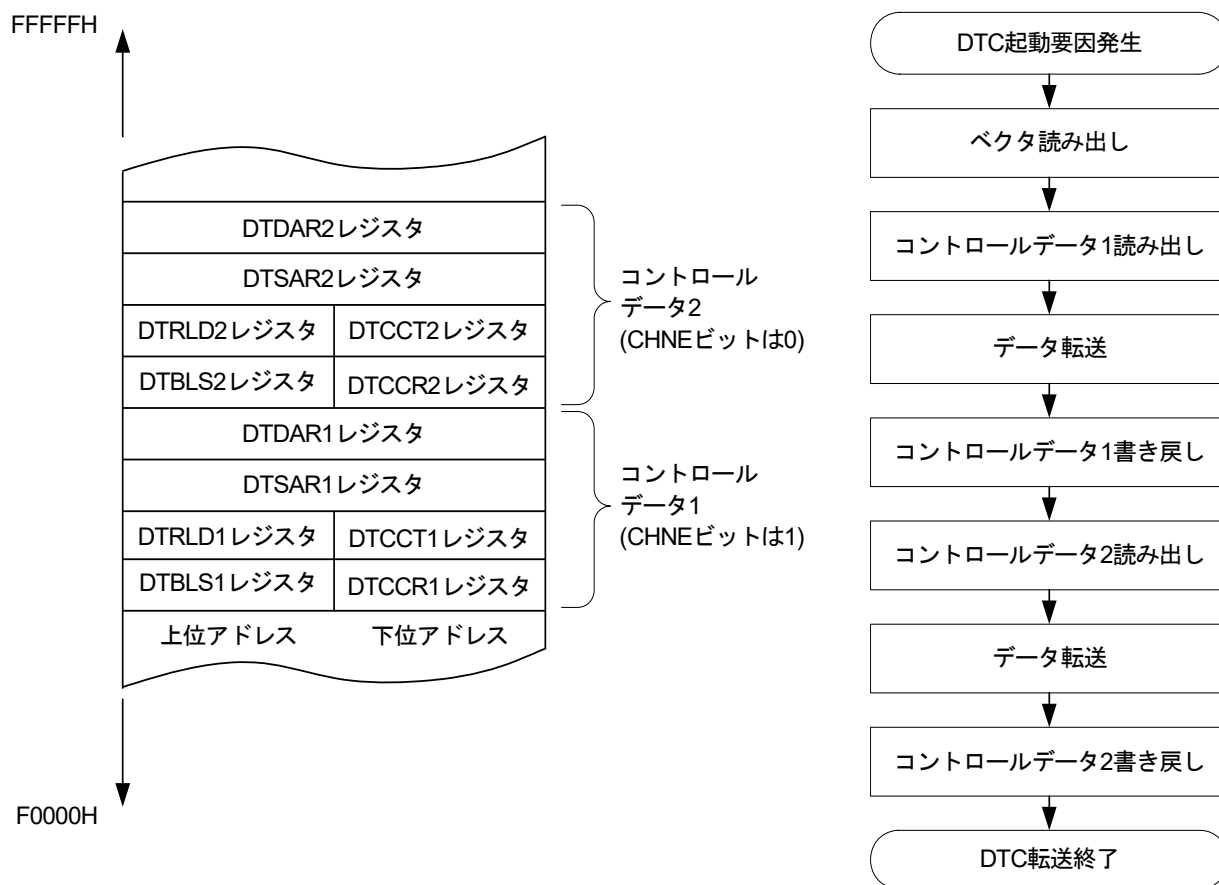 FFFFFH
DTDAR2レジスタ
DTSAR2レジスタ
DTRLD2レジスタ DTCCT2レジスタ
DTBLS2レジスタ DTCCR2レジスタ
DTDAR1レジスタ
DTSAR1レジスタ
DTRLD1レジスタ DTCCT1レジスタ
DTBLS1レジスタ DTCCR1レジスタ
上位アドレス 下位アドレス
F0000H
コントロール
データ2
(CHNEビットは0)
コントロール
データ1
(CHNEビットは1)
DTC起動要因発生
ベクタ読み出し
コントロールデータ1読み出し
データ転送
コントロールデータ1書き戻し
コントロールデータ2読み出し
データ転送
コントロールデータ2書き戻し
DTC転送終了